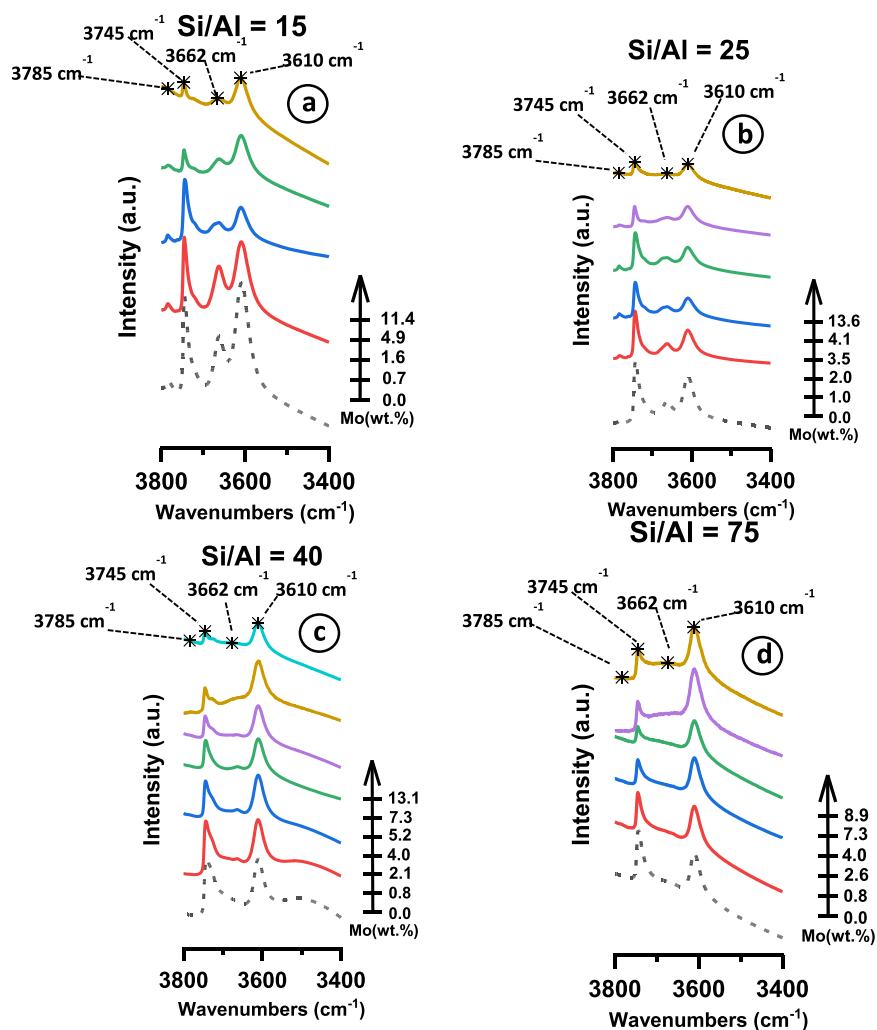 Si/Al = 15
3745 cm-1
3662 cm-1
3610 cm-1
3785 cm-1
a
Intensity (a.u.)
11.4
4.9
1.6
0.7
0.0
Mo(wt.%)
3800 3600 3400
Wavenumbers (cm-1)
Si/Al = 25
3745 cm-1
3662 cm-1
3610 cm-1
3785 cm-1
b
Intensity (a.u.)
13.6
4.1
3.5
2.0
1.0
0.0
Mo(wt.%)
3800 3600 3400
Wavenumbers (cm-1)
Si/Al = 40
3745 cm-1
3662 cm-1
3610 cm-1
3785 cm-1
c
Intensity (a.u.)
13.1
7.3
5.2
4.0
2.1
0.8
0.0
Mo(wt.%)
3800 3600 3400
Wavenumbers (cm-1)
Si/Al = 75
3745 cm-1
3662 cm-1
3610 cm-1
3785 cm-1
d
Intensity (a.u.)
8.9
7.3
4.0
2.6
0.8
0.0
Mo(wt.%)
3800 3600 3400
Wavenumbers (cm-1)